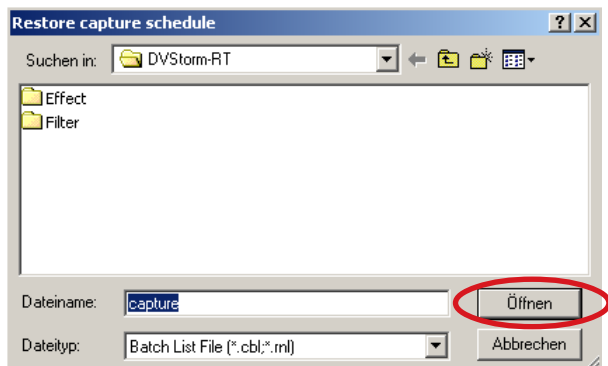 Restore capture schedule
Suchen in: DVStorm-RT
Effect
Filter
Dateiname: capture Öffnen
Dateityp: Batch List File (*.cbl;*.rnl) Abbrechen